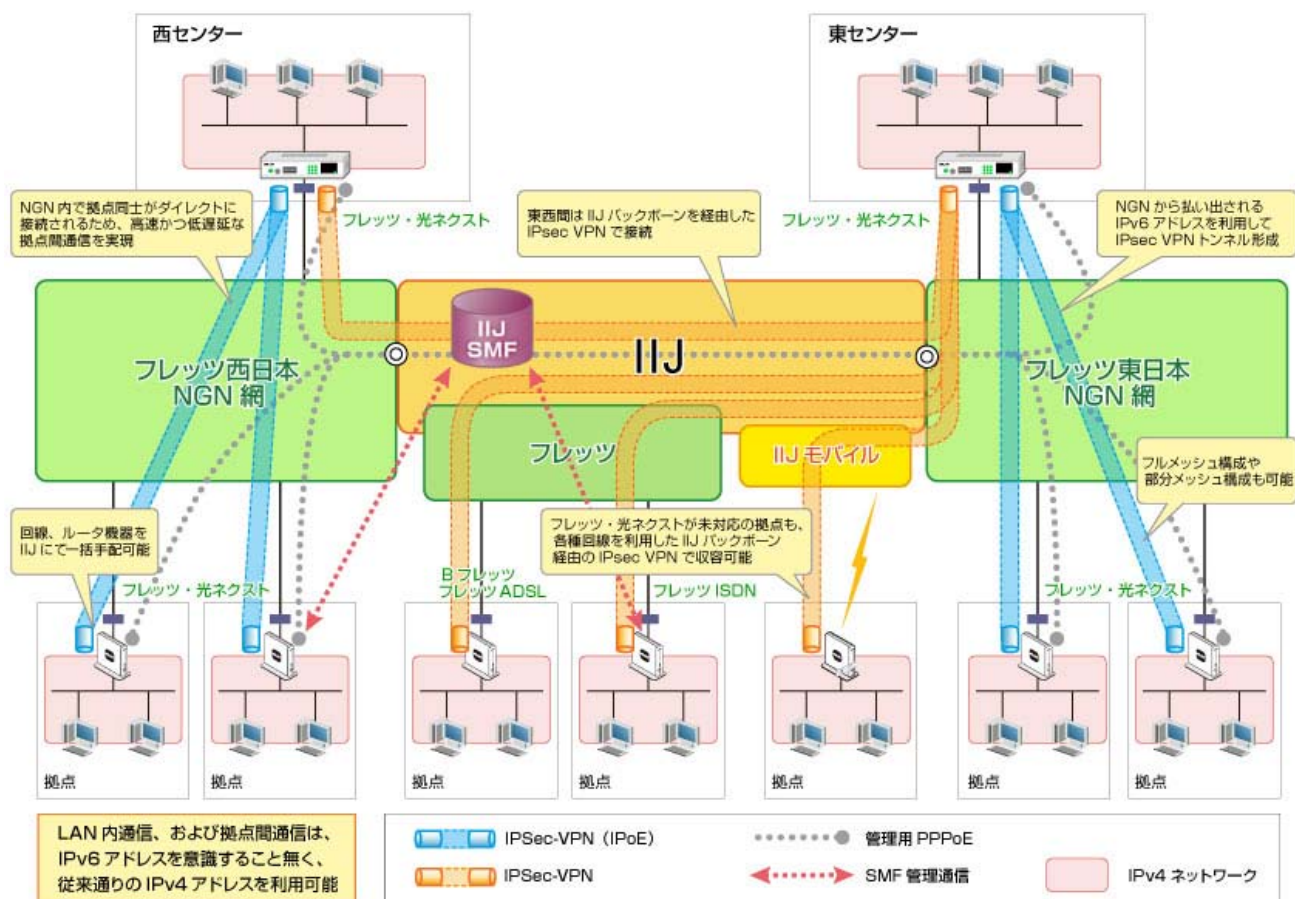 西センター
東センター
NGN 内で拠点同士がダイレクトに
接続されるため、高速かつ低遅延な
拠点間通信を実現
フレッツ・光ネクスト
東西間は IIJ バックボーンを経由した
IPsec VPN で接続
フレッツ・光ネクスト
NGN から払い出される
IPv6 アドレスを利用して
IPsec VPN トンネル形成
IIJ
SMF
IIJ
フレッツ西日本
NGN 網
フレッツ東日本
NGN 網
フレッツ
IIJ モバイル
フルメッシュ構成や
部分メッシュ構成も可能
回線、ルータ機器を
IIJ にて一括手配可能
フレッツ・光ネクストが未対応の拠点も、
各種回線を利用した IIJ バックボーン
経由の IPsec VPN で収容可能
フレッツ・光ネクスト
B フレッツ
フレッツ ADSL
フレッツ ISDN
フレッツ・光ネクスト
拠点
拠点
拠点
拠点
拠点
拠点
拠点
LAN 内通信、および拠点間通信は、
IPv6 アドレスを意識すること無く、
従来通りの IPv4 アドレスを利用可能
IPSec-VPN（IPoE）
管理用 PPPoE
IPSec-VPN
SMF 管理通信
IPv4 ネットワーク